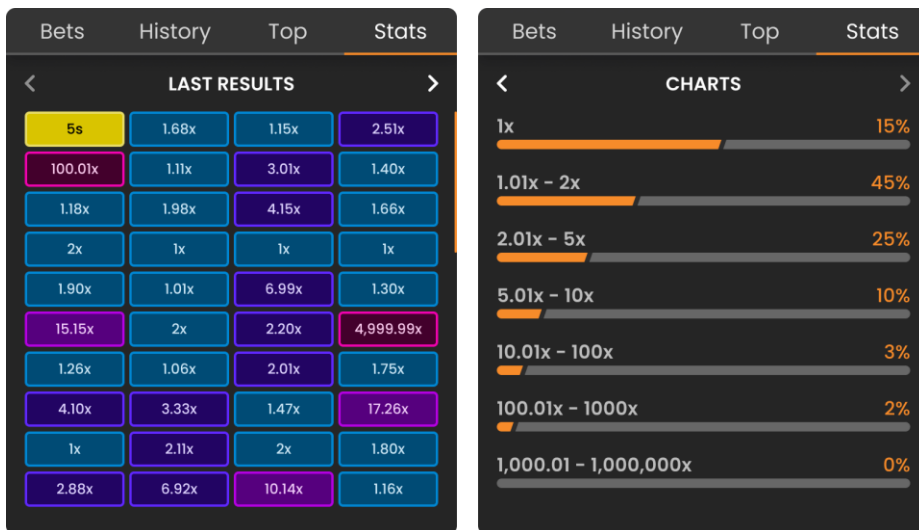 Bets History Top Stats
LAST RESULTS
5s 1.68x 1.15x 2.51x
100.01x 1.11x 3.01x 1.40x
1.18x 1.98x 4.15x 1.66x
2x 1x 1x 1x
1.90x 1.01x 6.99x 1.30x
15.15x 2x 2.20x 4,999.99x
1.26x 1.06x 2.01x 1.75x
4.10x 3.33x 1.47x 17.26x
1x 2.11x 2x 1.80x
2.88x 6.92x 10.14x 1.16x
Bets History Top Stats
CHARTS
1x 15%
1.01x - 2x 45%
2.01x - 5x 25%
5.01x - 10x 10%
10.01x - 100x 3%
100.01x - 1000x 2%
1,000.01 - 1,000,000x 0%